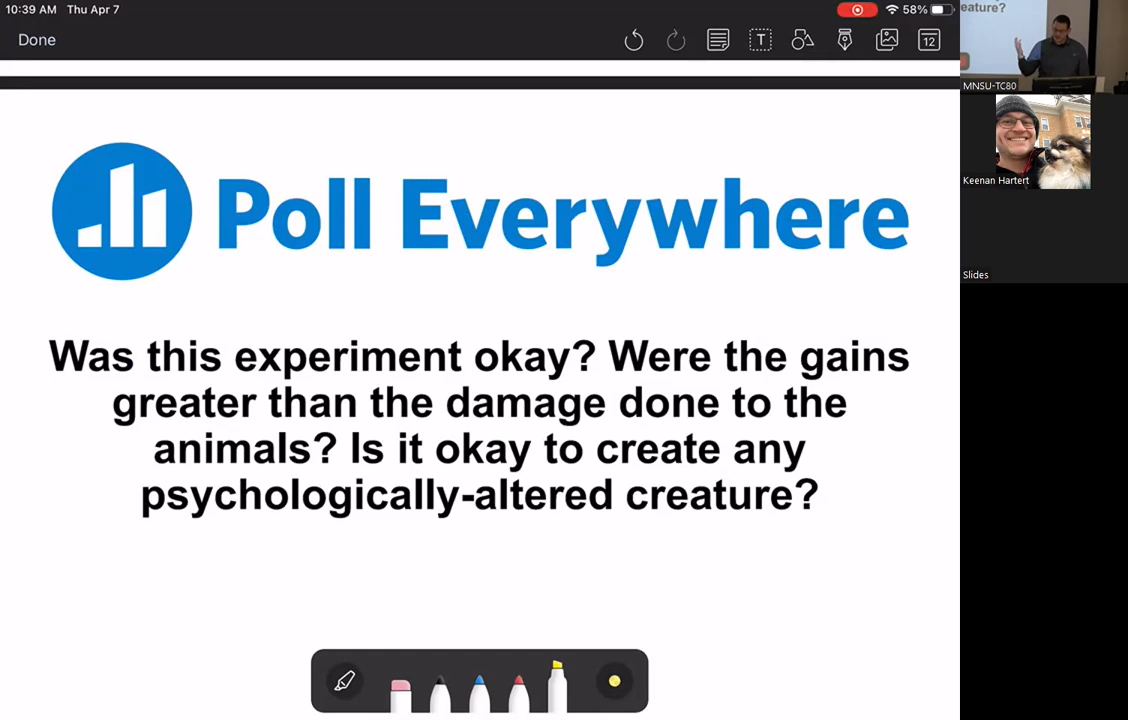 10:39 AM Thu Apr 7
58%
Done
T
12
Poll Everywhere
Was this experiment okay? Were the gains
greater than the damage done to the
animals? Is it okay to create any
psychologically-altered creature?
eature?
MNSU-TC80
Keenan Hartert
Slides